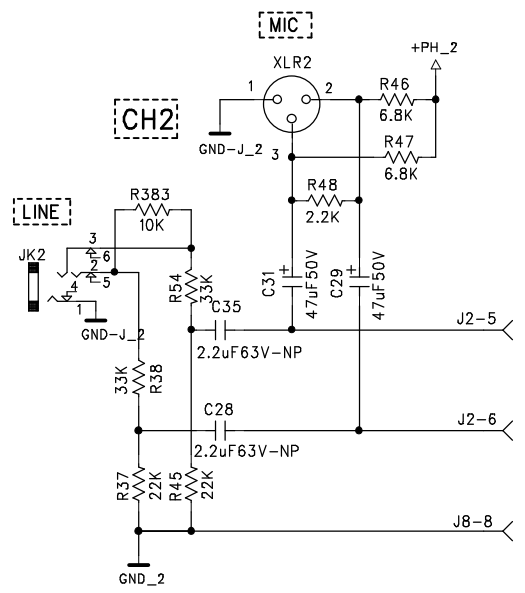 MIC
+PH_2
XLR2
1
2
R46
6.8K
CH2
GND-J_2
3
R47
6.8K
R383
10K
R48
2.2K
LINE
JK2
3
6
2
5
4
1
GND-J_2
R54
33K
C35
2.2uF63V-NP
C31
+
47uF50V
C29
+
47uF50V
J2-5
33K
R38
C28
2.2uF63V-NP
J2-6
R37
22K
R45
22K
J8-8
GND_2